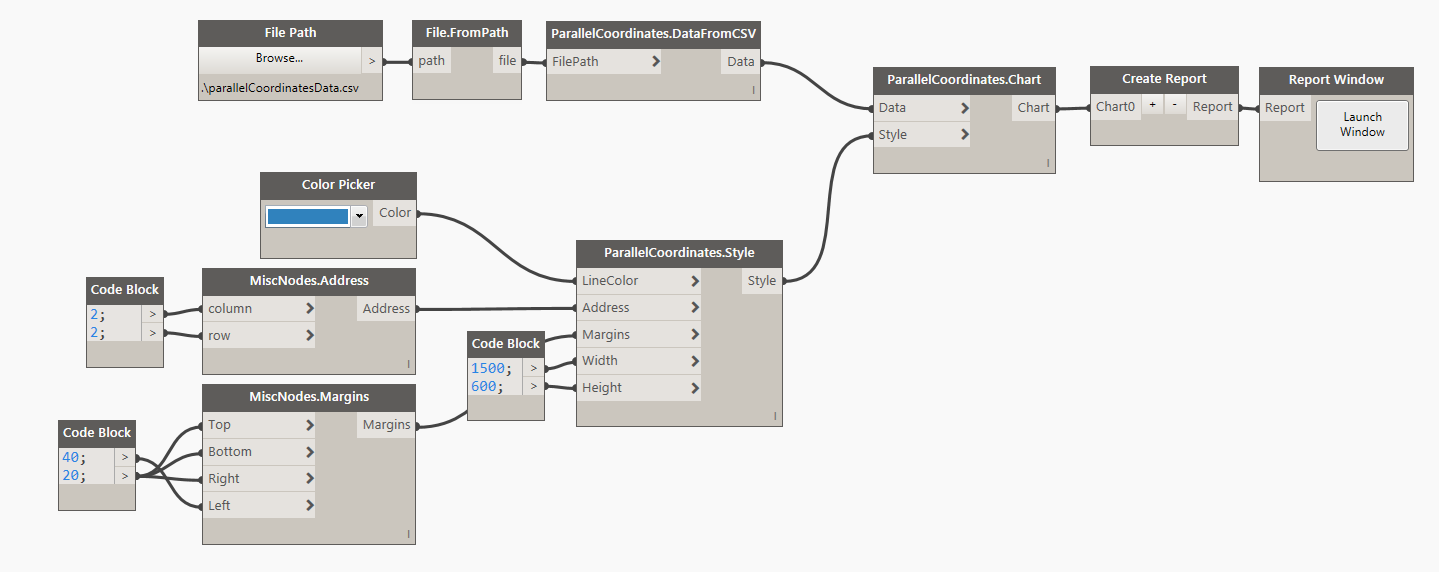 File Path
Browse...
>
.\parallelCoordinatesData.csv
File.FromPath
path file
ParallelCoordinates.DataFromCSV
FilePath Data
ParallelCoordinates.Chart
Data Chart
Style
Create Report
Chart0 + - Report
Report Window
Report
Launch
Window
Color Picker
Color
Code Block
2; >
2; >
MiscNodes.Address
column Address
row
ParallelCoordinates.Style
LineColor Style
Address
Margins
Width
Height
Code Block
1500; >
600; >
MiscNodes.Margins
Top Margins
Bottom
Right
Left
Code Block
40; >
20; >